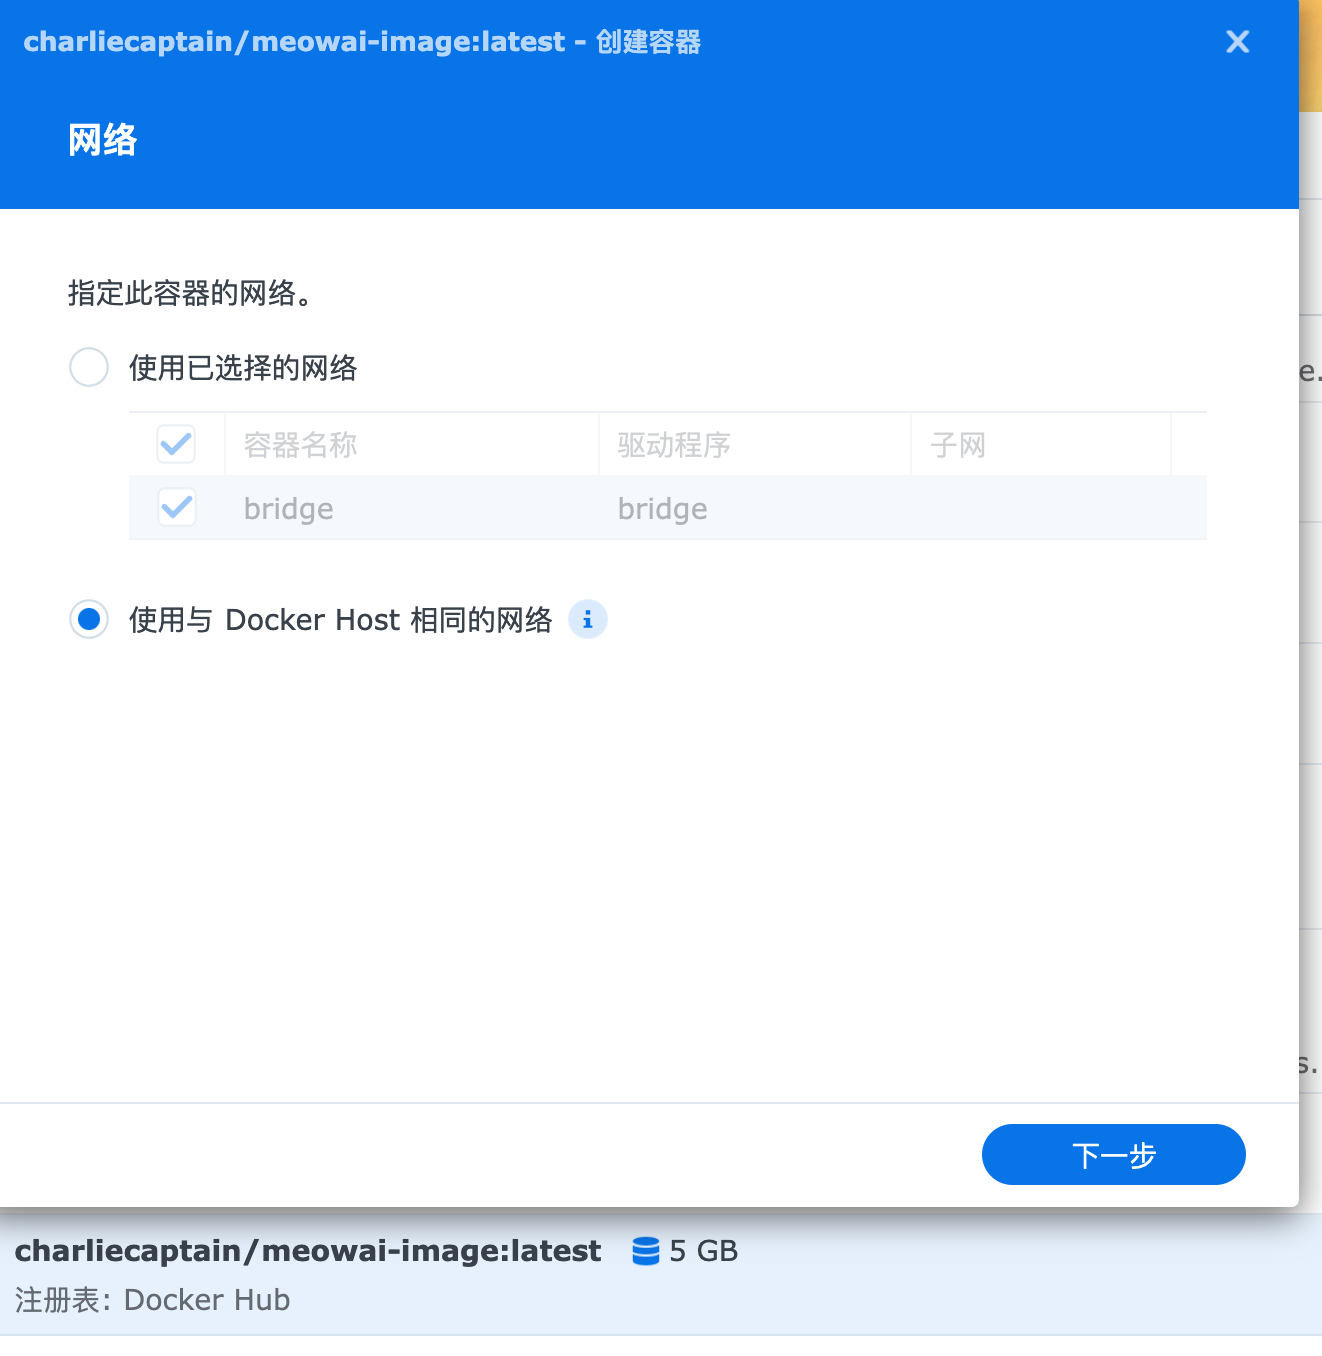 charliecaptain/meowai-image:latest - 创建容器
网络
指定此容器的网络。
使用已选择的网络
容器名称 驱动程序 子网
bridge bridge
使用与 Docker Host 相同的网络
e.
s.
下一步
charliecaptain/meowai-image:latest 5 GB
注册表: Docker Hub